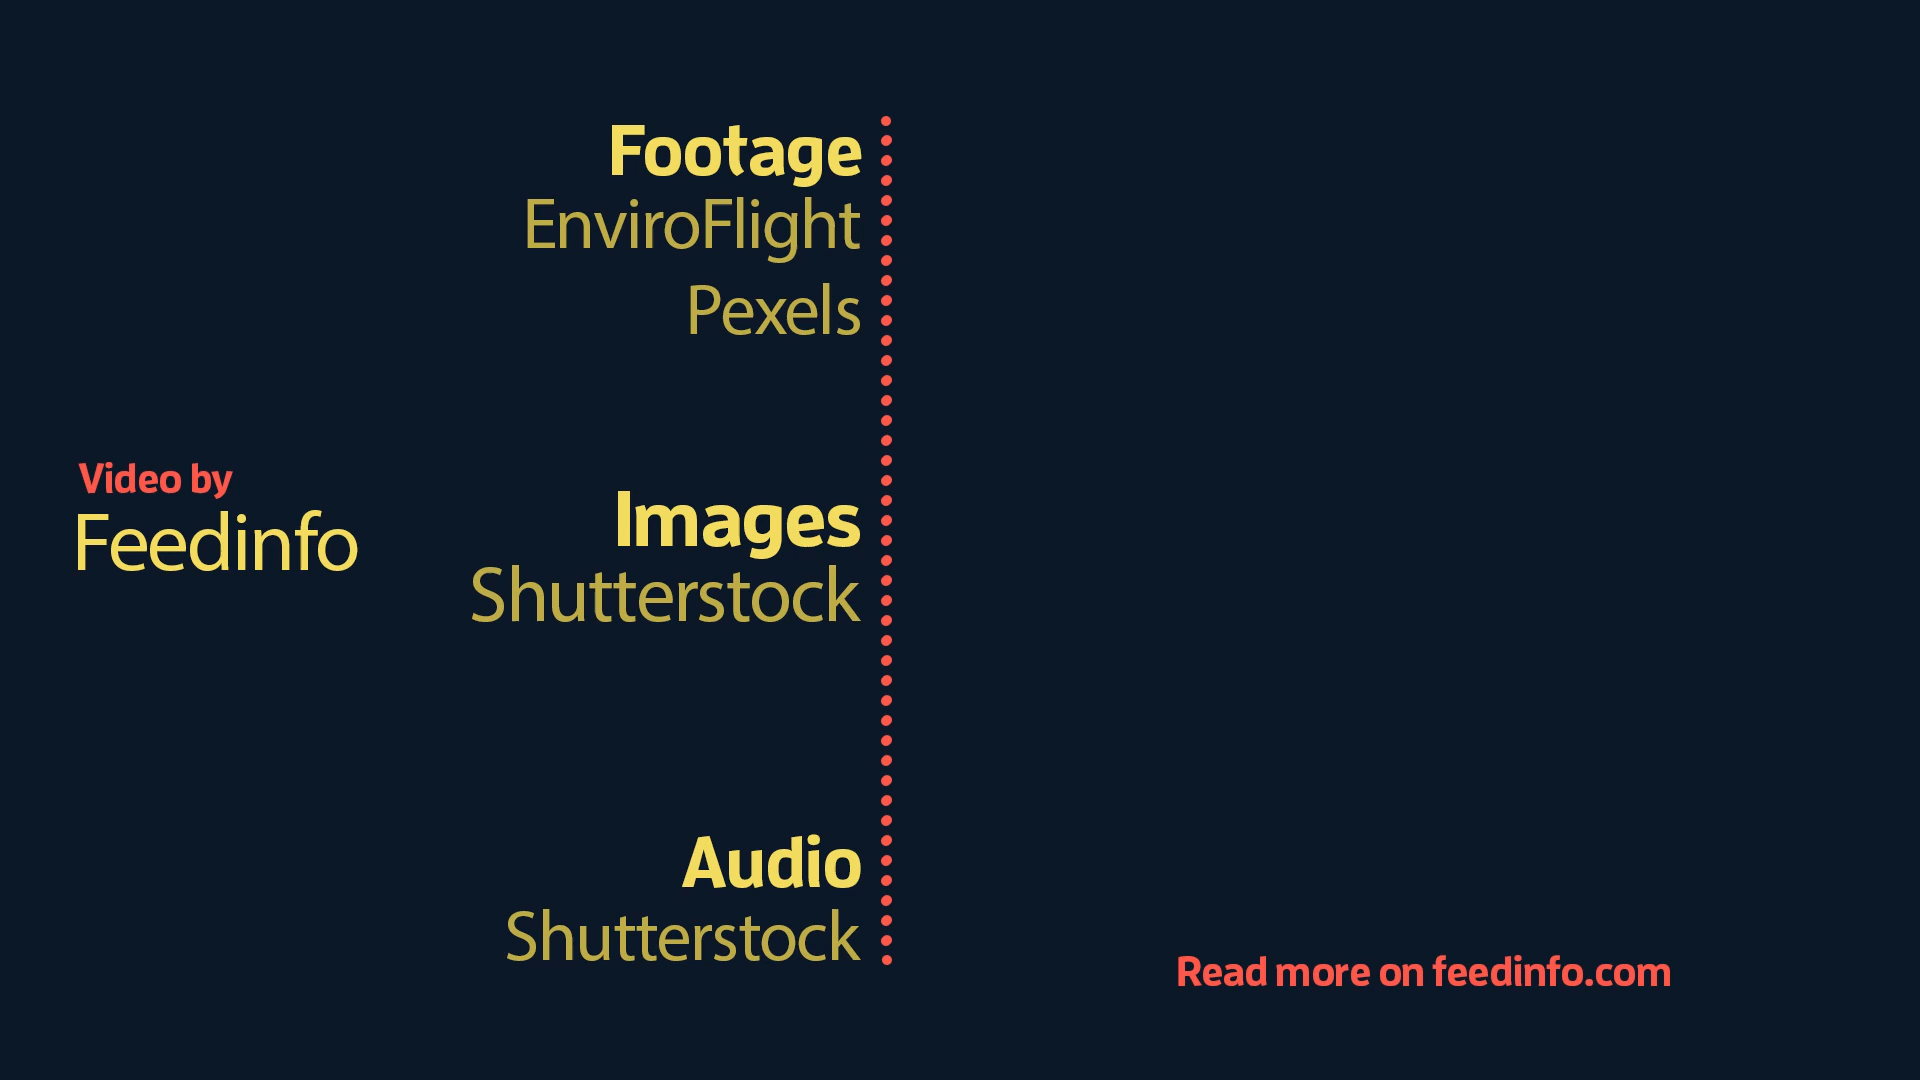 Video by
Feedinfo
Footage
EnviroFlight
Pexels
Images
Shutterstock
Audio
Shutterstock
Read more on feedinfo.com